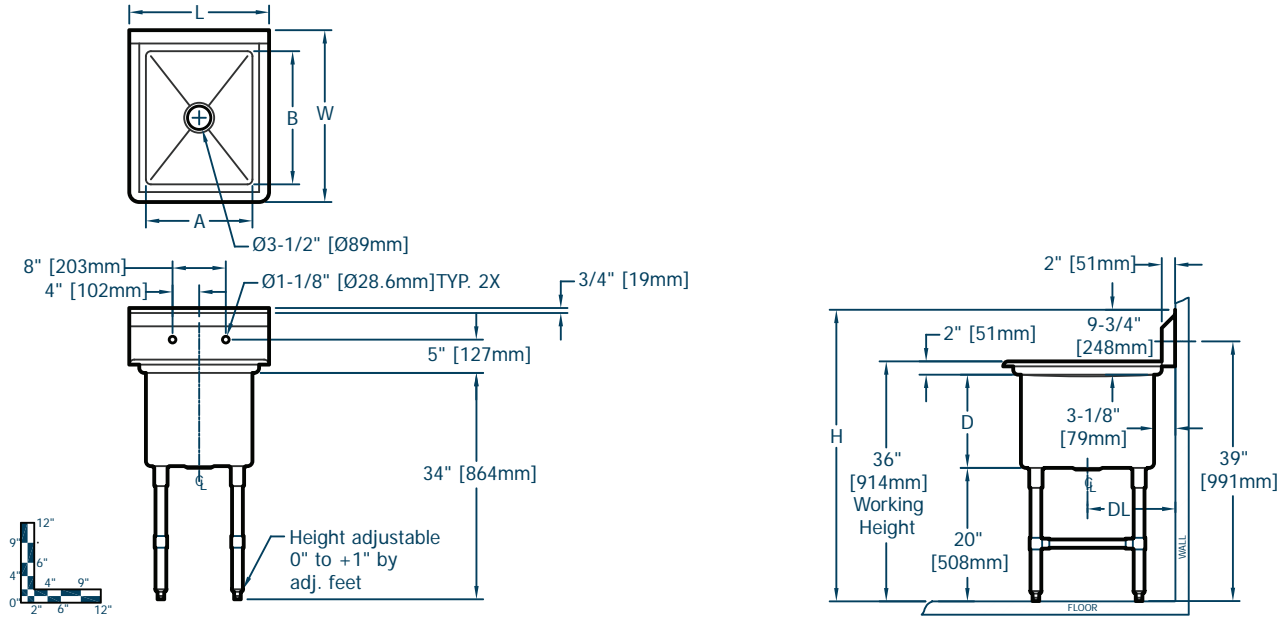 L
B
W
A
Ø3-1/2" [Ø89mm]
8" [203mm]
4" [102mm]
Ø1-1/8" [Ø28.6mm]TYP. 2X
3/4" [19mm]
5" [127mm]
34" [864mm]
℄
Height adjustable
0" to +1" by
adj. feet
12"
9"
6"
4"
0"
4"
9"
2"
6"
12"
2" [51mm]
2" [51mm]
9-3/4"
[248mm]
H
D
3-1/8"
[79mm]
36"
[914mm]
Working
Height
39"
[991mm]
℄
DL
20"
[508mm]
WALL
FLOOR